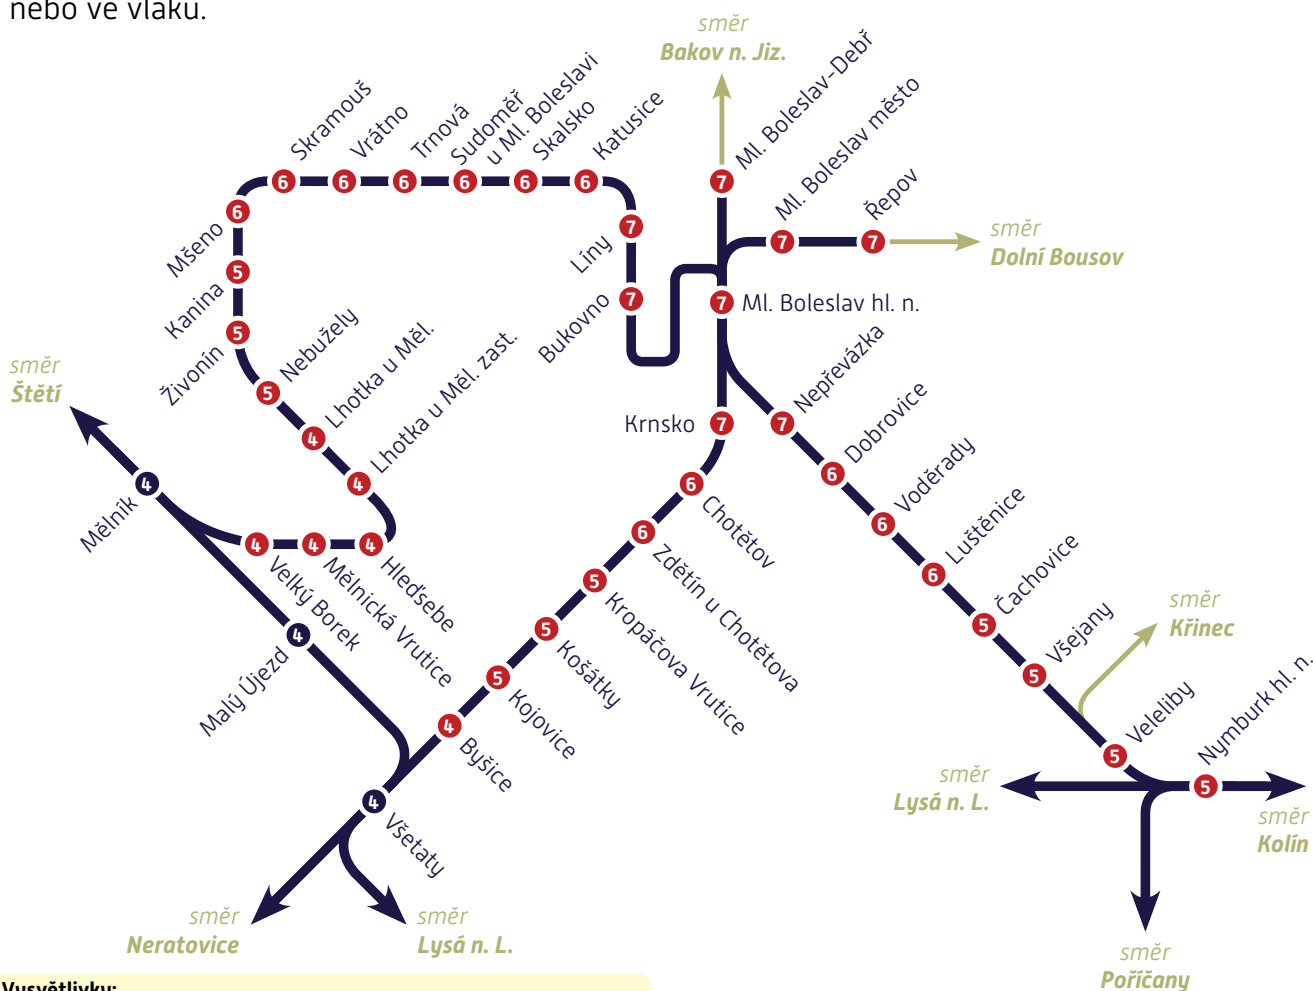 nebo ve vlaku.
směr
Bakov n. Jiz.
Ml. Boleslav-Debř
Ml. Boleslav město
Řepov
směr
Dolní Bousov
Skramouš
Vrátno
Trnová
Sudoměř
u Ml. Boleslavi
Skalsko
Katusice
6
6
6
6
6
6
7
6
7
7
7
Mšeno
Líny
5
7
7
Ml. Boleslav hl. n.
Kanina
Bukovno
5
Živonín
Nebužely
Lhotka u Měl.
Lhotka u Měl. zast.
směr
Štětí
5
4
4
Krnsko
7
7
Nepřevázka
6
Dobrovice
4
Mělník
6
Chotětov
6
Voděrady
4
4
4
Velký Borek
Mělnická Vrutice
Hleďsebe
6
Zdětín u Chotětova
6
Luštěnice
5
Kropáčova Vrutice
5
Čachovice
4
Malý Újezd
5
Košátky
5
Všejany
směr
Křinec
5
Kojovice
4
Byšice
5
Veleliby
5
Nymburk hl. n.
4
Všetaty
směr
Lysá n. L.
směr
Kolín
směr
Neratovice
směr
Lysá n. L.
směr
Poříčany
Vysvětlivky: